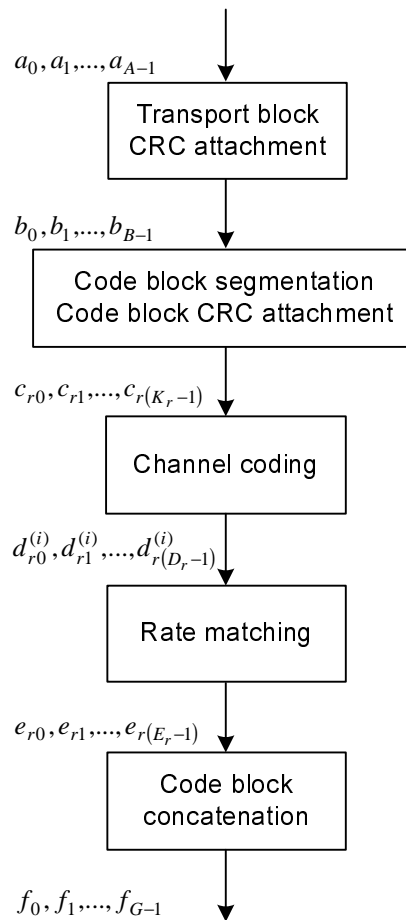 a_0, a_1,..., a_{A-1}
Transport block
CRC attachment
b_0, b_1,..., b_{B-1}
Code block segmentation
Code block CRC attachment
c_{r0}, c_{r1},..., c_{r(K_r-1)}
Channel coding
d_{r0}^{(i)}, d_{r1}^{(i)},..., d_{r(D_r-1)}^{(i)}
Rate matching
e_{r0}, e_{r1},..., e_{r(E_r-1)}
Code block
concatenation
f_0, f_1,..., f_{G-1}